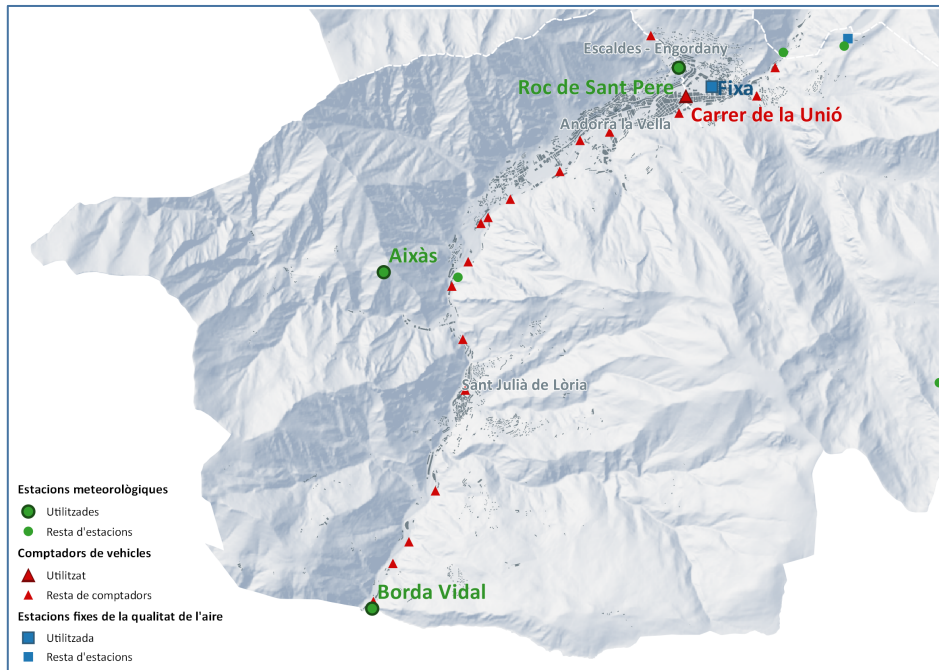 Escaldes - Engordany
Roc de Sant Pere
Fixa
Carrer de la Unió
Andorra la Vella
Aixàs
Sant Julià de Lòria
Borda Vidal
Estacions meteorològiques
Utilitzades
Resta d'estacions
Comptadors de vehicles
Utilitzat
Resta de comptadors
Estacions fixes de la qualitat de l'aire
Utilitzada
Resta d'estacions